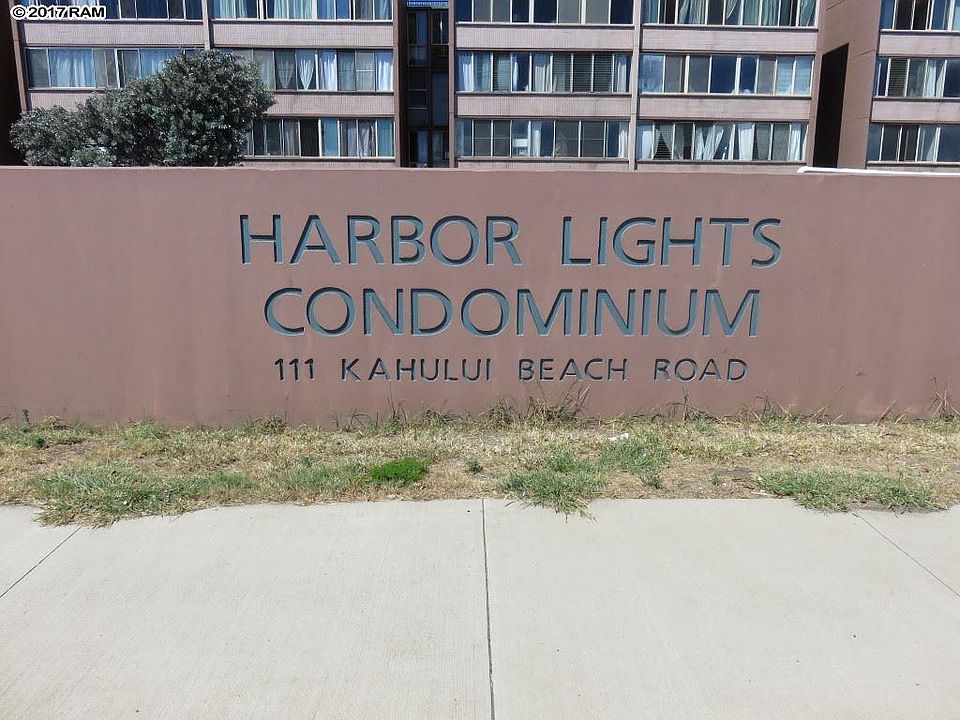 ©2017RAM
HARBOR LIGHTS
CONDOMINIUM
111 KAHULUI BEACH ROAD